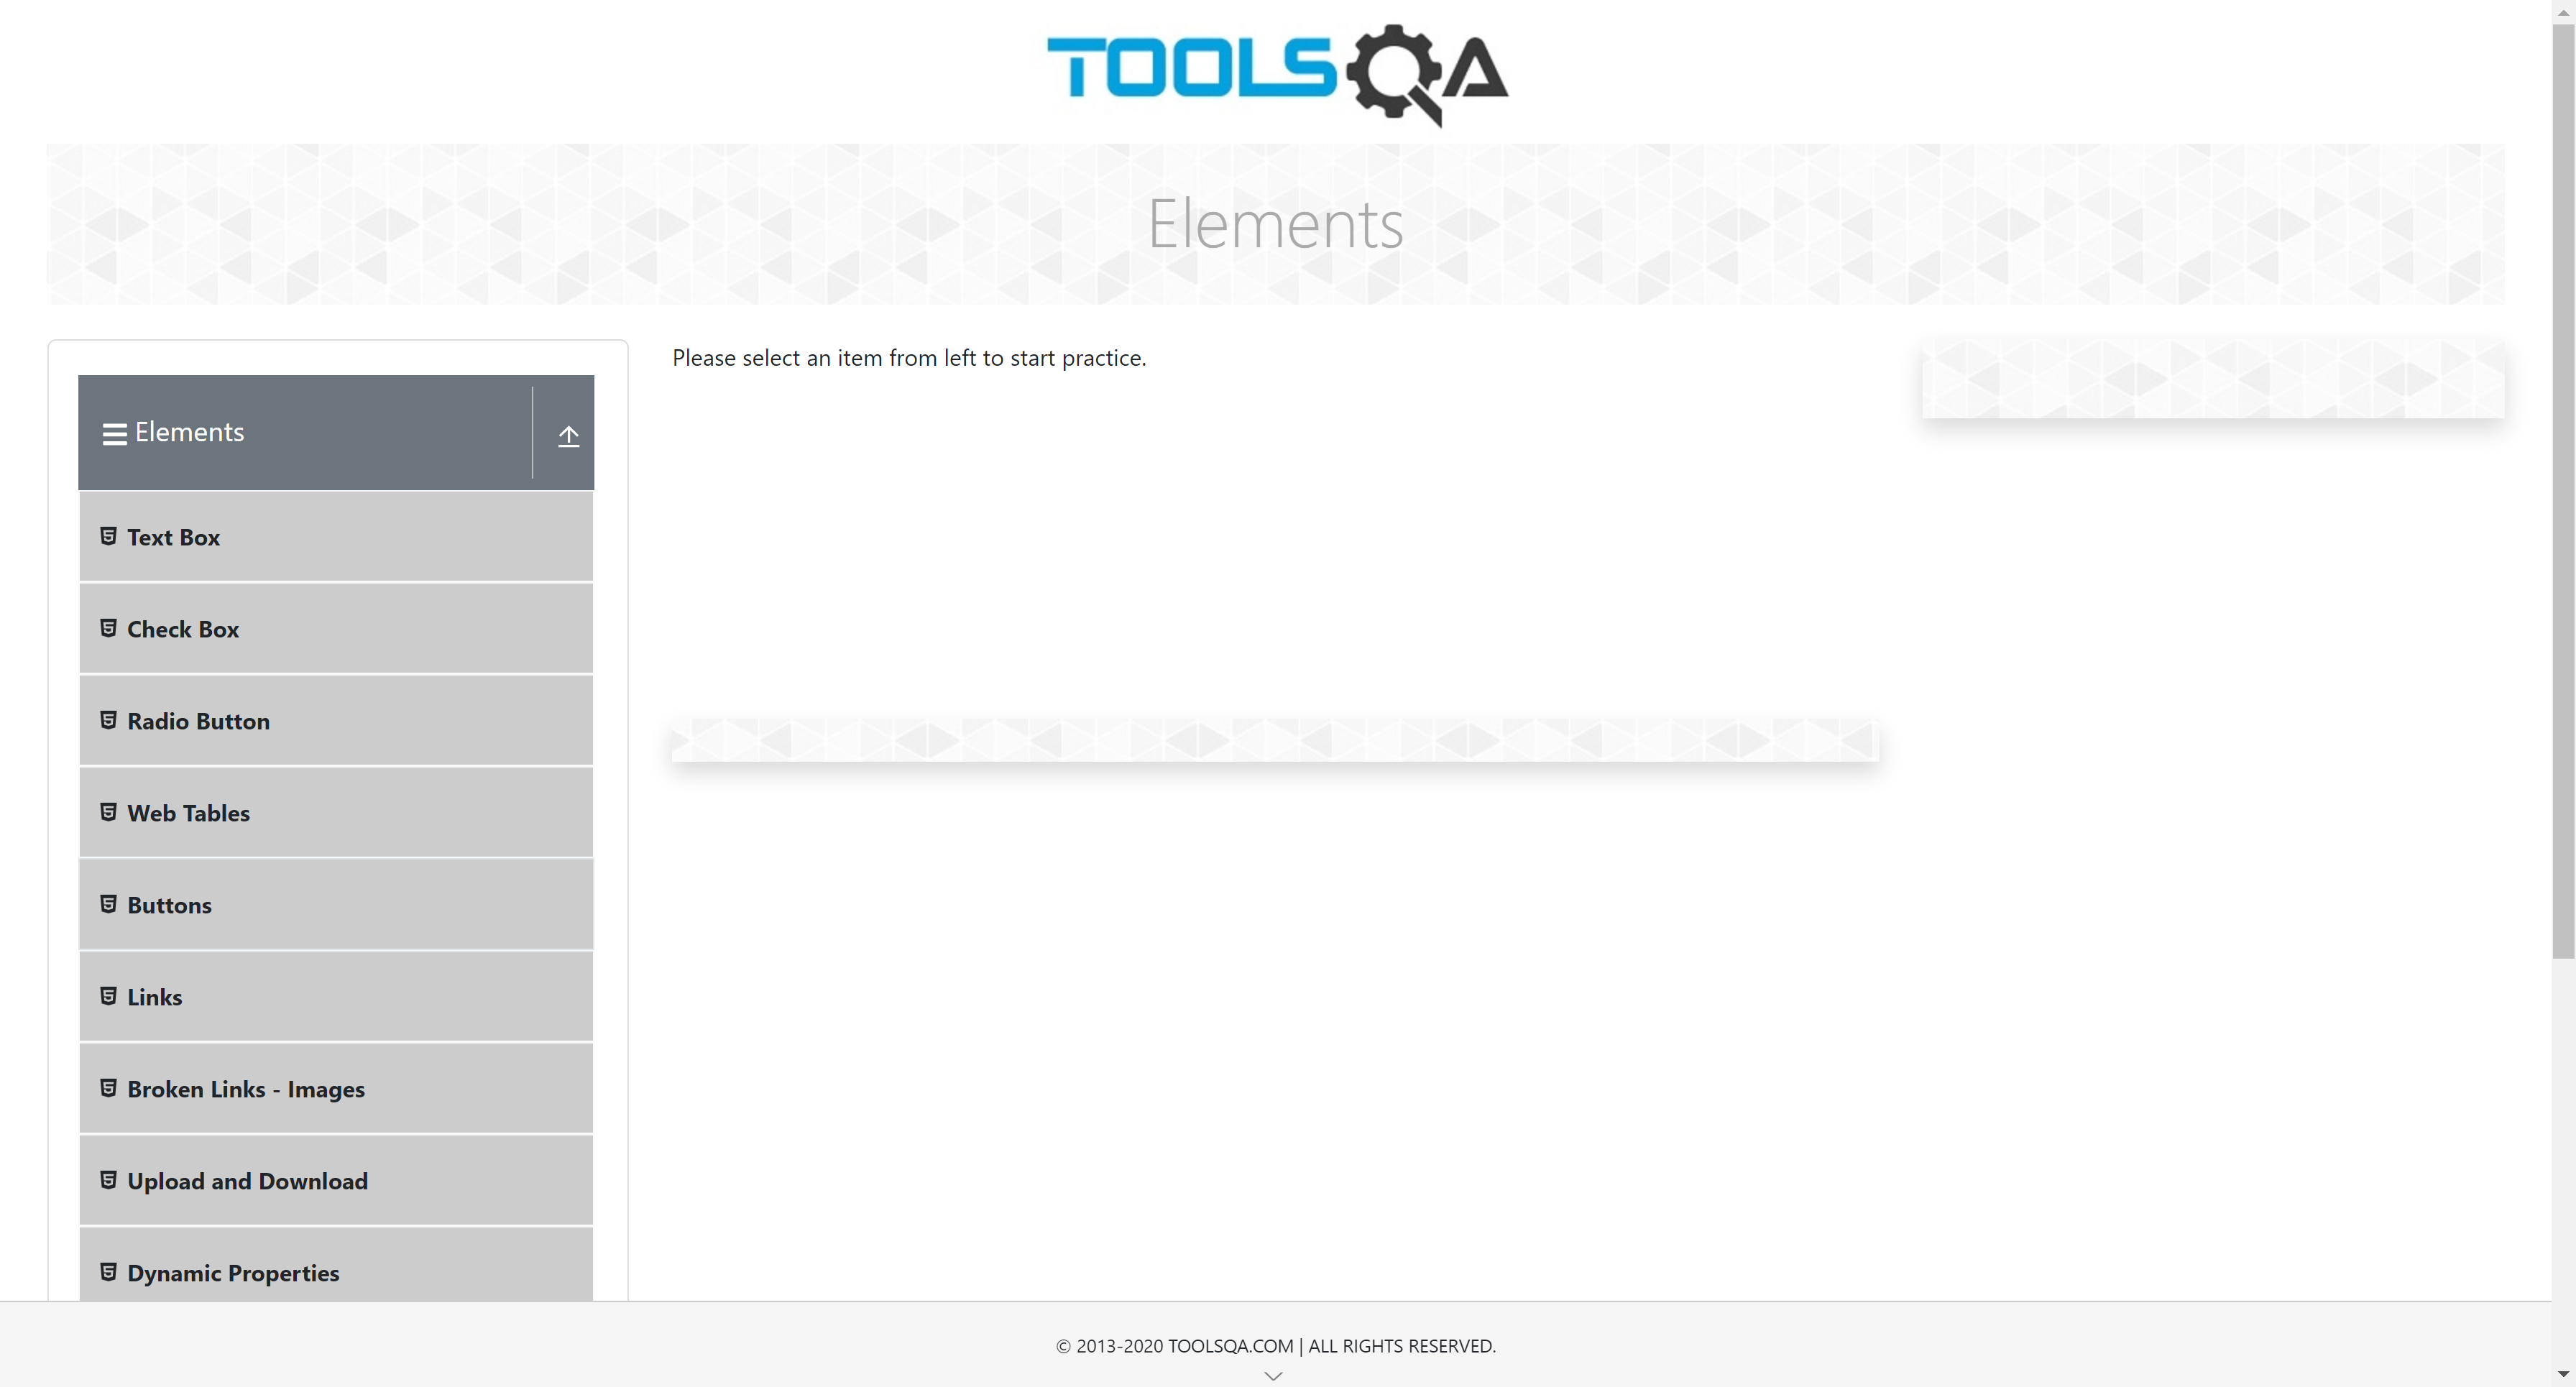 TOOLSQA
Elements
Please select an item from left to start practice.
Elements
Text Box
Check Box
Radio Button
Web Tables
Buttons
Links
Broken Links - Images
Upload and Download
Dynamic Properties
© 2013-2020 TOOLSQA.COM | ALL RIGHTS RESERVED.